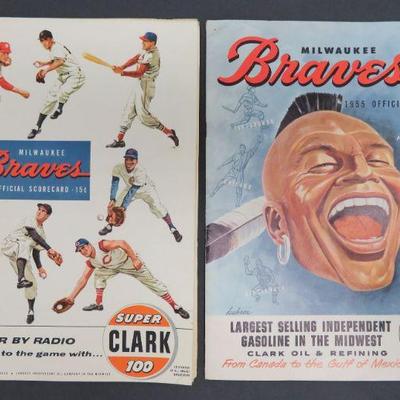 MILWAUKEE
Braves
OFFICIAL SCORECARD · 15¢
BY RADIO
to the game with...
SUPER
CLARK
100
MILWAUKEE
Braves
1955 OFFICIAL
LARGEST SELLING INDEPENDENT
GASOLINE IN THE MIDWEST
CLARK OIL & REFINING
From Canada to the Gulf of Mexico